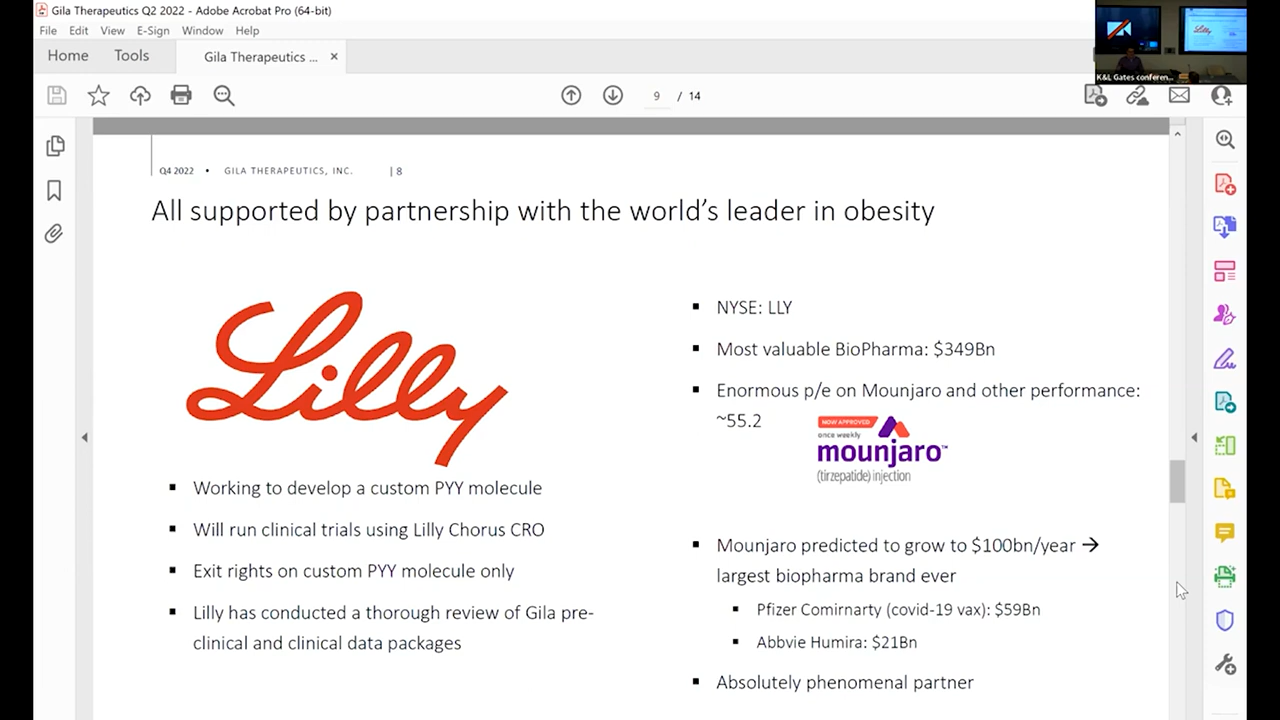 Gila Therapeutics Q2 2022 - Adobe Acrobat Pro (64-bit)
File Edit View E-Sign Window Help
Home Tools Gila Therapeutics ... ×
9 / 14
Lilly
K&L Gates conferen...
Q4 2022 • GILA THERAPEUTICS, INC. | 8
All supported by partnership with the world's leader in obesity
Lilly
▪ Working to develop a custom PYY molecule
▪ Will run clinical trials using Lilly Chorus CRO
▪ Exit rights on custom PYY molecule only
▪ Lilly has conducted a thorough review of Gila pre-
clinical and clinical data packages
▪ NYSE: LLY
▪ Most valuable BioPharma: $349Bn
▪ Enormous p/e on Mounjaro and other performance:
~55.2
NOW APPROVED
once weekly
mounjaro™
(tirzepatide) injection
▪ Mounjaro predicted to grow to $100bn/year →
largest biopharma brand ever
▪ Pfizer Comirnarty (covid-19 vax): $59Bn
▪ Abbvie Humira: $21Bn
▪ Absolutely phenomenal partner